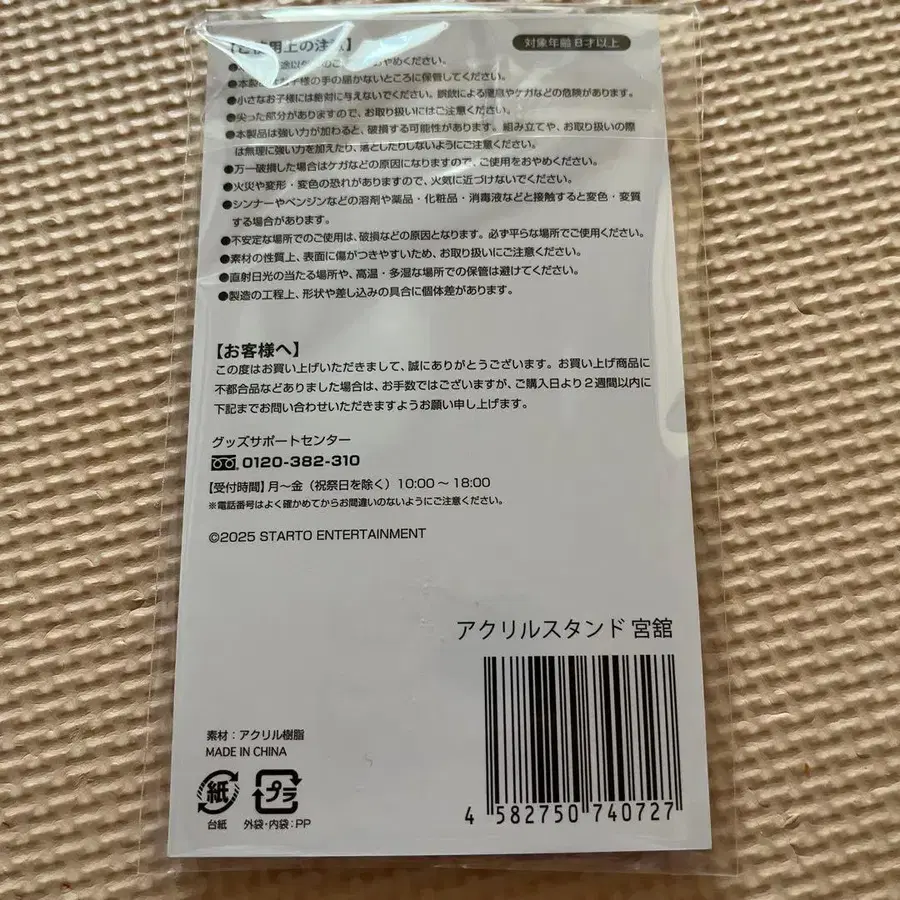 【ご使用上の注意】
対象年齢 8才以上
●本製品はお子様の手の届かないところに保管してください。
●小さなお子様には絶対に与えないでください。誤飲による窒息やケガなどの危険があります。
●尖った部分がありますので、お取り扱いにはご注意ください。
●本製品は強い力が加わると、破損する可能性があります。組み立てや、お取り扱いの際
は無理に強い力を加えたり、落としたりしないようにご注意ください。
●万一破損した場合はケガなどの原因になりますので、ご使用をおやめください。
●火災や変形・変色の恐れがありますので、火気に近づけないでください。
●シンナーやベンジンなどの溶剤や薬品・化粧品・消毒液などと接触すると変色・変質
する場合があります。
●不安定な場所でのご使用は、破損などの原因となります。必ず平らな場所でご使用ください。
●素材の性質上、表面に傷がつきやすいため、お取り扱いにご注意ください。
●直射日光の当たる場所や、高温・多湿な場所での保管は避けてください。
●製造の工程上、形状や差し込みの具合に個体差があります。
【お客様へ】
この度はお買い上げいただきまして、誠にありがとうございます。お買い上げ商品に
不都合品などありました場合は、お手数ではございますが、ご購入日より2週間以内に
下記までお問い合わせいただきますようお願い申し上げます。
グッズサポートセンター
0120-382-310
【受付時間】月〜金（祝祭日を除く）10:00〜18:00
※電話番号はよく確かめてからお間違いのないようにご注意ください。
©2025 STARTO ENTERTAINMENT
アクリルスタンド 宮舘
素材：アクリル樹脂
MADE IN CHINA
紙 プラ
台紙 外袋・内袋：PP
4 582750 740727